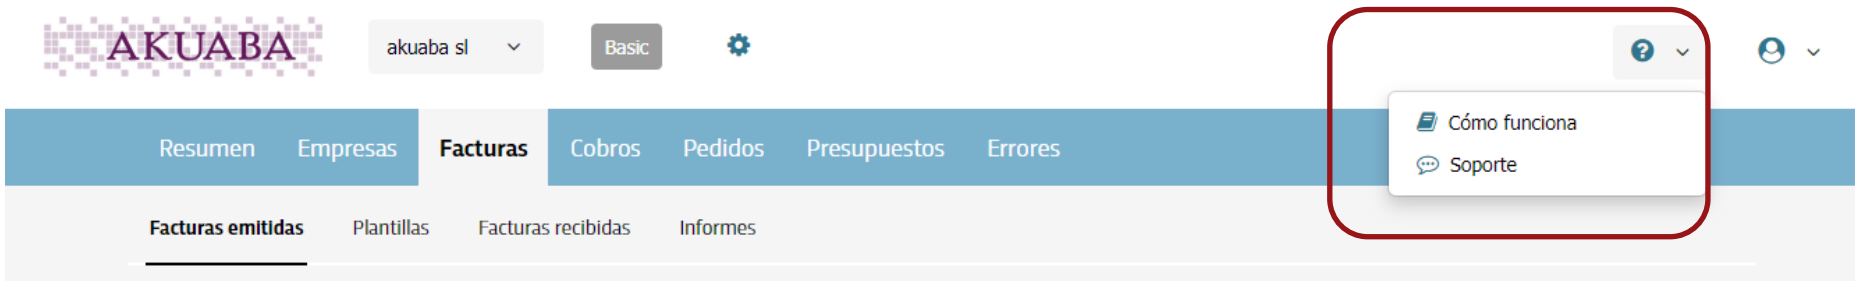 AKUABA
akuaba sl
Basic
Cómo funciona
Soporte
Resumen Empresas Facturas Cobros Pedidos Presupuestos Errores
Facturas emitidas Plantillas Facturas recibidas Informes